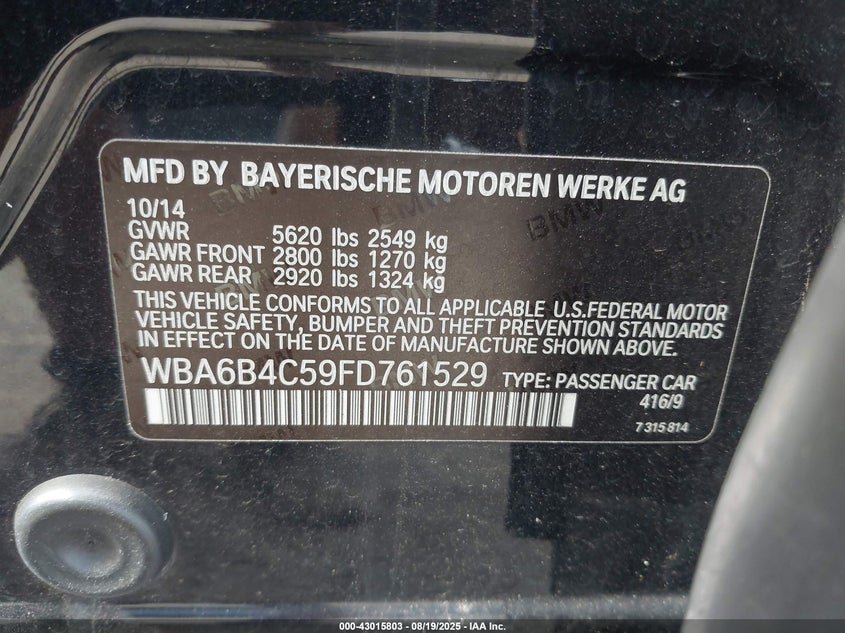 MFD BY BAYERISCHE MOTOREN WERKE AG
10/14
GVWR 5620 lbs 2549 kg
GAWR FRONT 2800 lbs 1270 kg
GAWR REAR 2920 lbs 1324 kg
THIS VEHICLE CONFORMS TO ALL APPLICABLE U.S.FEDERAL MOTOR
VEHICLE SAFETY, BUMPER AND THEFT PREVENTION STANDARDS
IN EFFECT ON THE DATE OF MANUFACTURE SHOWN ABOVE.
WBA6B4C59FD761529 TYPE: PASSENGER CAR
416/9
7 315 814
000-43015803 - 08/19/2025 - IAA Inc.